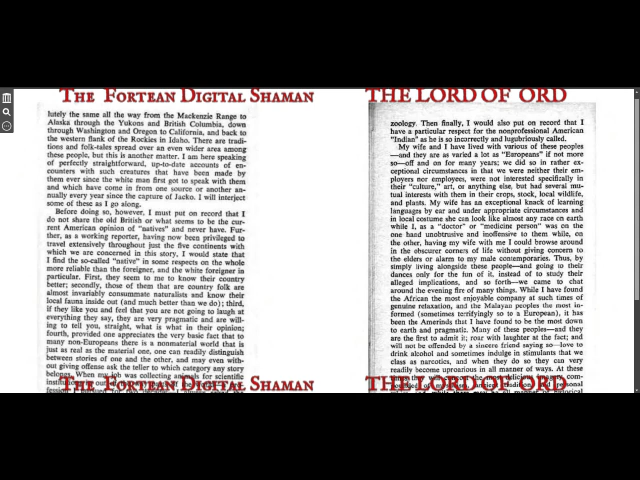 THE FORTEAN DIGITAL SHAMAN
lutely the same all the way from the Mackenzie Range to
Alaska through the Yukons and British Columbia, down
through Washington and Oregon to California, and back to
the western flank of the Rockies in Idaho. There are tradi-
tions and folk-tales spread over an even wider area among
these people, but this is another matter. I am here speaking
of perfectly straightforward, up-to-date accounts of en-
counters with such creatures that have been made by
them ever since the white man first got to speak with them
and which have come in from one source or another an-
nually every year since the capture of Jacko. I will interject
some of these as I go along.
Before doing so, however, I must put on record that I
do not share the old British or what seems to be the cur-
rent American opinion of "natives" and never have. Fur-
ther, as a working reporter, having now been privileged to
travel extensively throughout just the five continents with
which we are concerned in this story, I would state that
I find the so-called "native" in some respects on the whole
more reliable than the foreigner, and the white foreigner in
particular. First, they seem to me to know their country
better; secondly, those of them that are country folk are
almost invariably consummate naturalists and know their
local fauna inside out (and much better than we do); third,
if they like you and feel that you are not going to laugh at
everything they say, they are very pragmatic and are will-
ing to tell you, straight, what is what in their opinion;
fourth, provided one appreciates the very basic fact that to
many non-Europeans there is a nonmaterial world that is
just as real as the material one, one can readily distinguish
between stories of one and the other, and may even with-
out giving offense ask the teller to which category any story
belongs. When my job was collecting animals for scientific
THE FORTEAN DIGITAL SHAMAN
THE LORD OF ORD
zoology. Then finally, I would also put on record that I
have a particular respect for the nonprofessional American
"Indian" as he is so incorrectly and lugubriously called.
My wife and I have lived with various of these peoples
—and they are as varied a lot as "Europeans" if not more
so—off and on for many years; we did so in rather ex-
ceptional circumstances in that we were neither their em-
ployers nor employees, were not interested specifically in
their "culture," art, or anything else, but had several mu-
tual interests with them in their crops, stock, local wildlife,
and plants. My wife has an exceptional knack of learning
languages by ear and under appropriate circumstances and
in local costume she can look like almost any race on earth
while I, as a "doctor" or "medicine person" was on the
one hand unobtrusive and inoffensive to them while, on
the other, having my wife with me I could browse around
in the obscurer corners of life without giving concern to
the elders or alarm to my male contemporaries. Thus, by
simply living alongside these people—and going to their
dances only for the fun of it, instead of to study their
alleged implications, and so forth—we came to chat
around the evening fire of many things. While I have found
the African the most enjoyable company at such times of
genuine relaxation, and the Malayan peoples the most in-
formed (sometimes terrifyingly so to a European), it has
been the Amerinds that I have found to be the most down
to earth and pragmatic. Many of these peoples—and they
are the first to admit it; roar with laughter at the fact; and
will not be offended by a sincere friend saying so—love to
drink alcohol and sometimes indulge in stimulants that we
class as narcotics, and when they do so they can very
readily become uproarious in all manner of ways. At these
THE LORD OF ORD